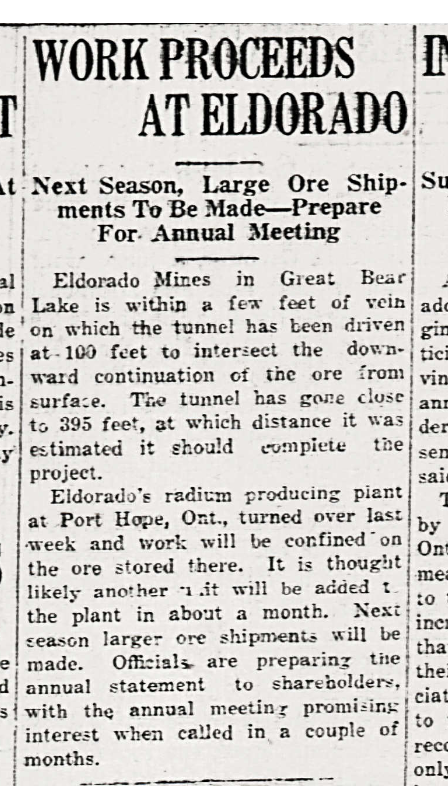 WORK PROCEEDS
AT ELDORADO
Next Season, Large Ore Ship-
ments To Be Made—Prepare
For Annual Meeting
Eldorado Mines in Great Bear
Lake is within a few feet of vein
on which the tunnel has been driven
at 100 feet to intersect the down-
ward continuation of the ore from
surface. The tunnel has gone close
to 395 feet, at which distance it was
estimated it should complete the
project.
Eldorado's radium producing plant
at Port Hope, Ont., turned over last
week and work will be confined on
the ore stored there. It is thought
likely another will be added
the plant in about a month. Next
season larger ore shipments will be
made. Officials are preparing the
annual statement to shareholders,
with the annual meeting promising
interest when called in a couple of
months.